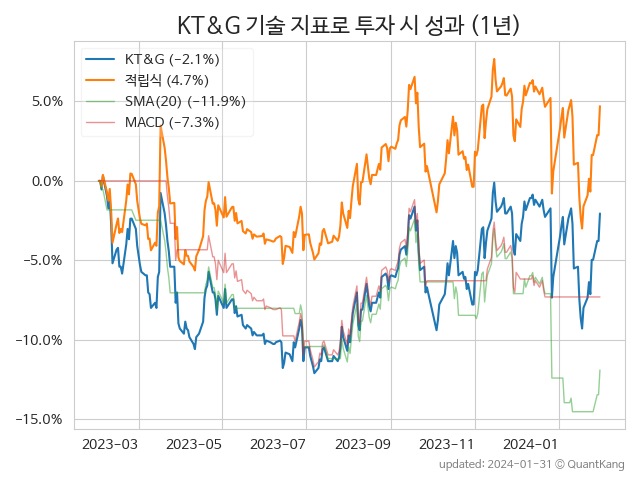 KT&G 기술 지표로 투자 시 성과 (1년)
KT&G (−2.1%)
적립식 (4.7%)
SMA(20) (−11.9%)
MACD (−7.3%)
5.0%
0.0%
−5.0%
−10.0%
−15.0%
2023-03 2023-05 2023-07 2023-09 2023-11 2024-01
updated: 2024-01-31 ⓒ QuantKang